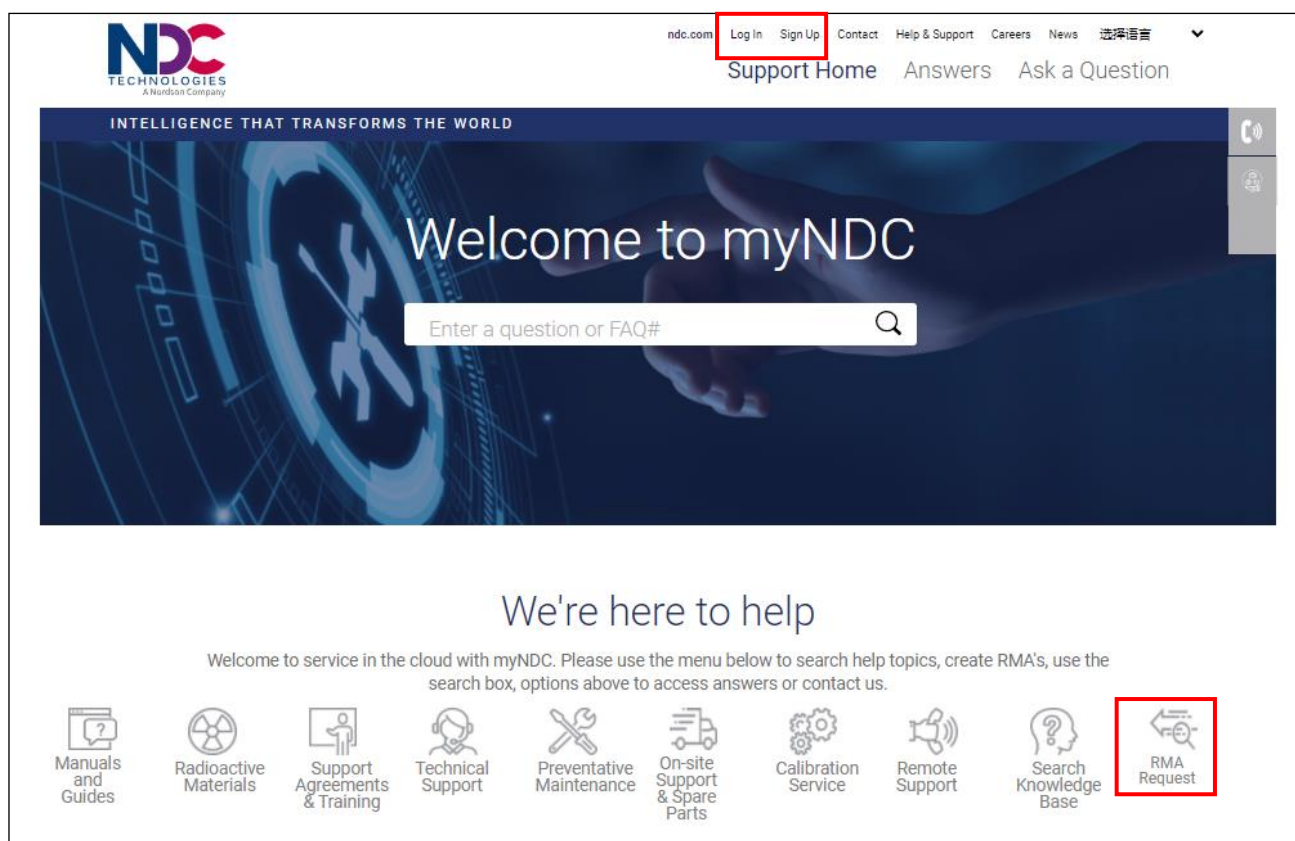 NDC
TECHNOLOGIES
A Nordson Company
ndc.com Log In Sign Up Contact Help & Support Careers News 选择语言
Support Home Answers Ask a Question
INTELLIGENCE THAT TRANSFORMS THE WORLD
Welcome to myNDC
Enter a question or FAQ#
We're here to help
Welcome to service in the cloud with myNDC. Please use the menu below to search help topics, create RMA's, use the
search box, options above to access answers or contact us.
Manuals
and
Guides
Radioactive
Materials
Support
Agreements
& Training
Technical
Support
Preventative
Maintenance
On-site
Support
& Spare
Parts
Calibration
Service
Remote
Support
Search
Knowledge
Base
RMA
Request